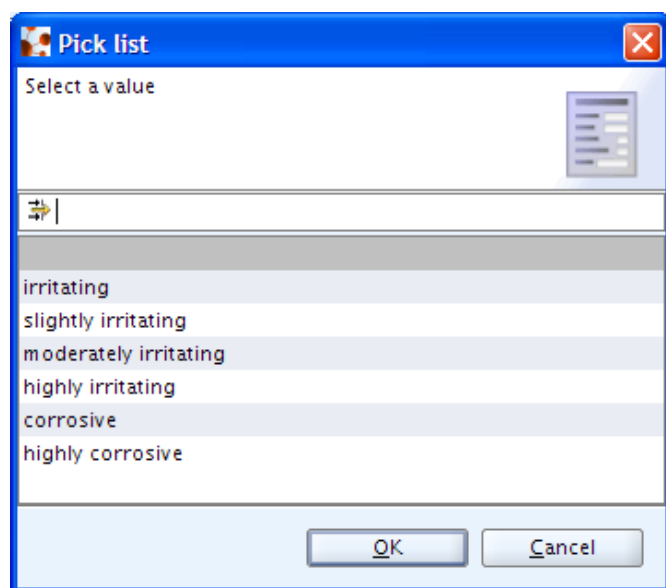 Pick list
Select a value
irritating
slightly irritating
moderately irritating
highly irritating
corrosive
highly corrosive
OK Cancel